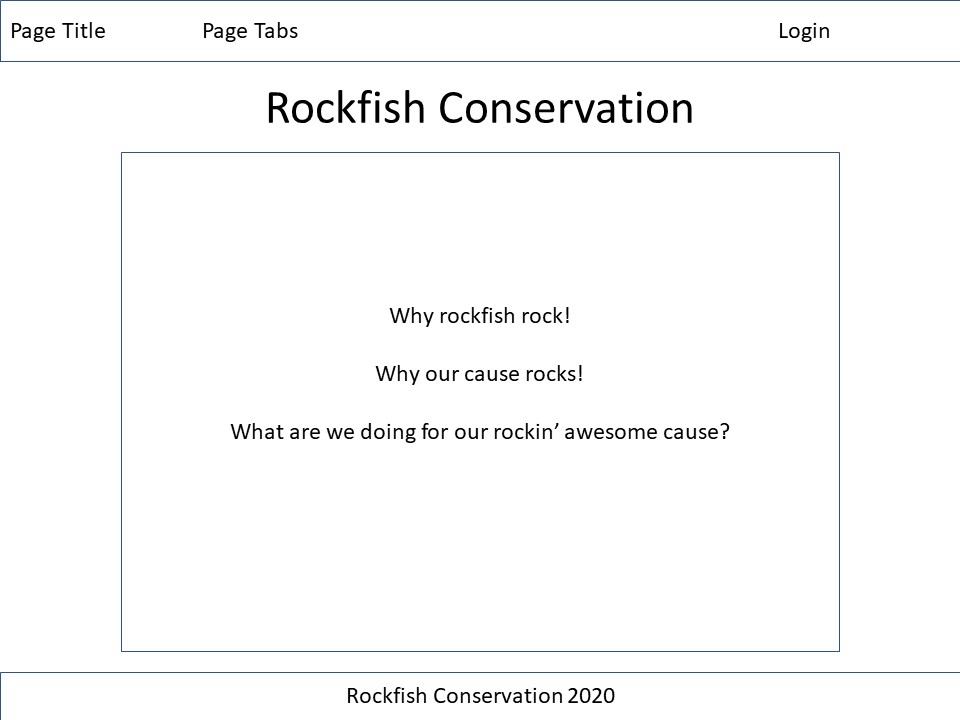 Page Title Page Tabs Login
Rockfish Conservation
Why rockfish rock!
Why our cause rocks!
What are we doing for our rockin’ awesome cause?
Rockfish Conservation 2020